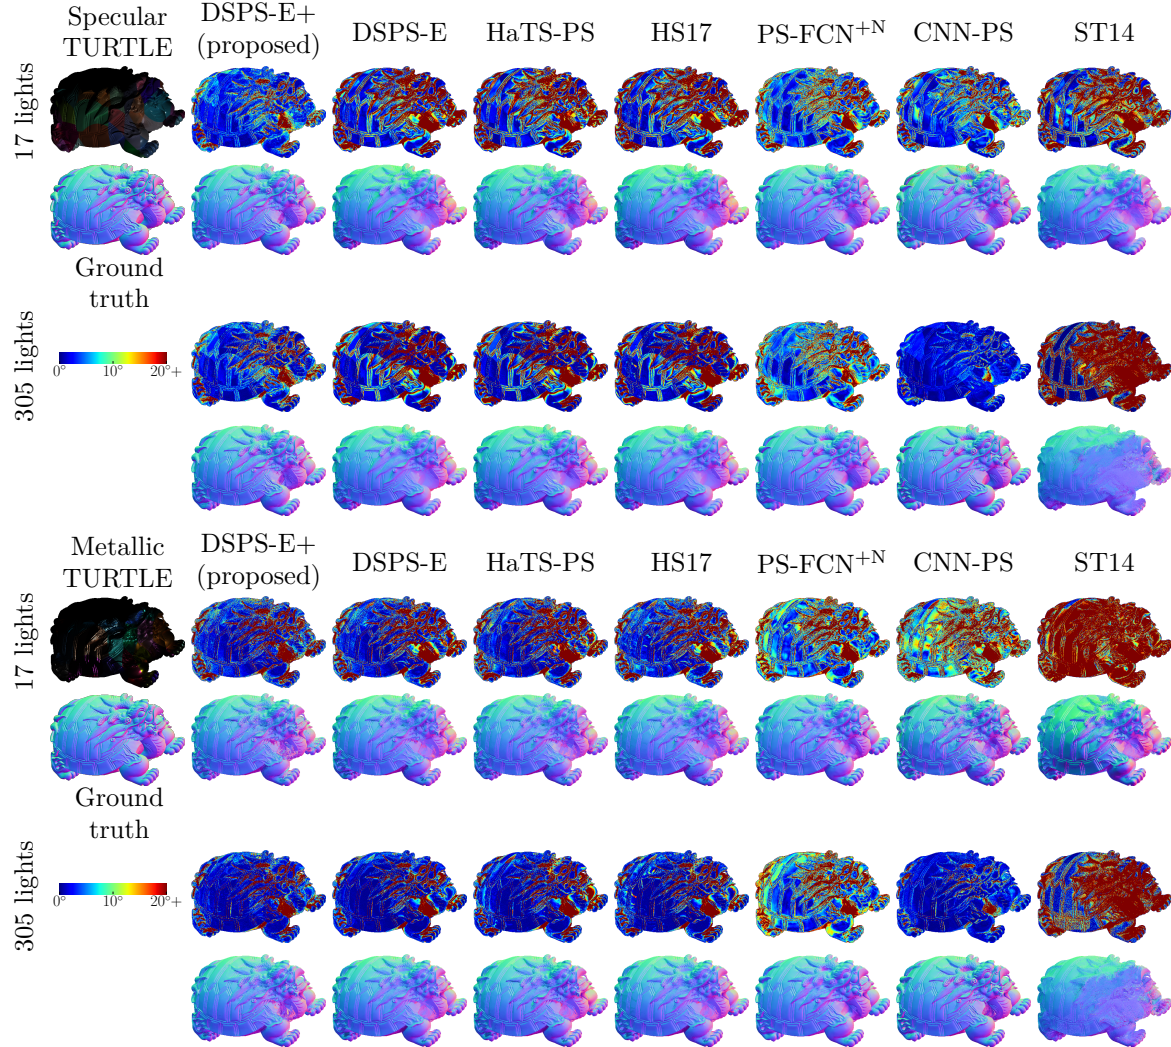 Specular
TURTLE
DSPS-E+
(proposed)
DSPS-E
HaTS-PS
HS17
PS-FCN+N
CNN-PS
ST14
17 lights
Ground
truth
305 lights
0° 10° 20°+
Metallic
TURTLE
DSPS-E+
(proposed)
DSPS-E
HaTS-PS
HS17
PS-FCN+N
CNN-PS
ST14
17 lights
Ground
truth
305 lights
0° 10° 20°+